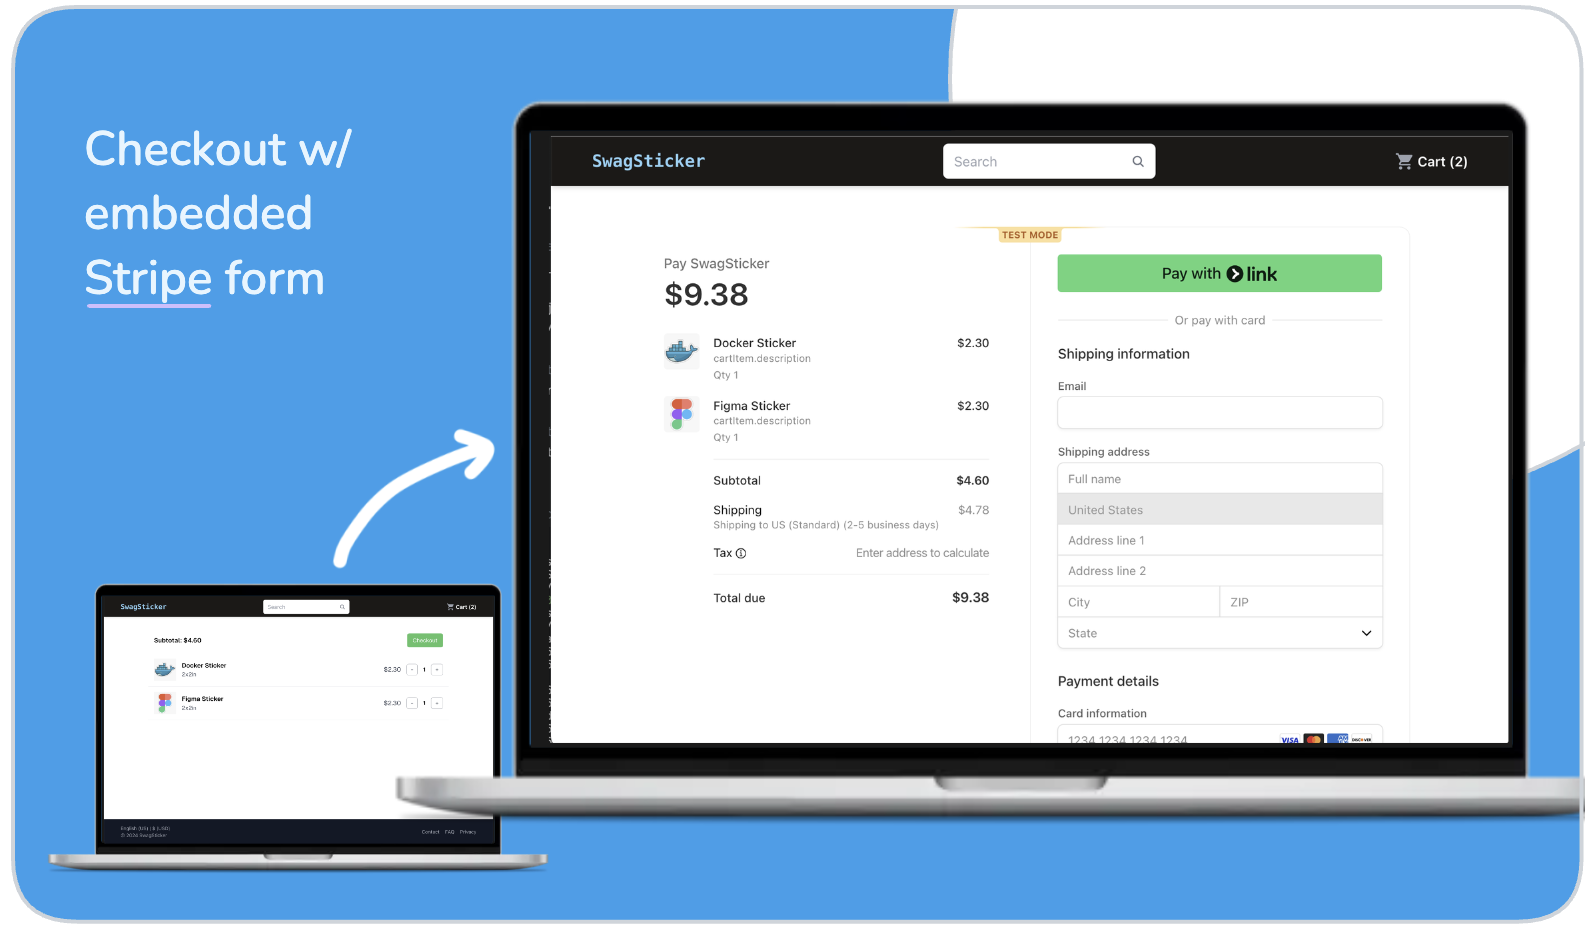 Checkout w/
embedded
Stripe form
SwagSticker
Search
Cart (2)
TEST MODE
Pay SwagSticker
$9.38
Docker Sticker
$2.30
cartItem.description
Qty 1
Figma Sticker
$2.30
cartItem.description
Qty 1
Subtotal
$4.60
Shipping
$4.78
Shipping to US (Standard) (2-5 business days)
Tax
Enter address to calculate
Total due
$9.38
Pay with link
Or pay with card
Shipping information
Email
Shipping address
Full name
United States
Address line 1
Address line 2
City
ZIP
State
Payment details
Card information
1234 1234 1234 1234
VISA
DISCOVER
SwagSticker
Search
Cart (2)
Subtotal: $4.60
Checkout
Docker Sticker
2x2in
$2.30
- 1 +
Figma Sticker
2x2in
$2.30
- 1 +
English (US) | $ (USD)
© 2024 SwagSticker
Contact FAQ Privacy